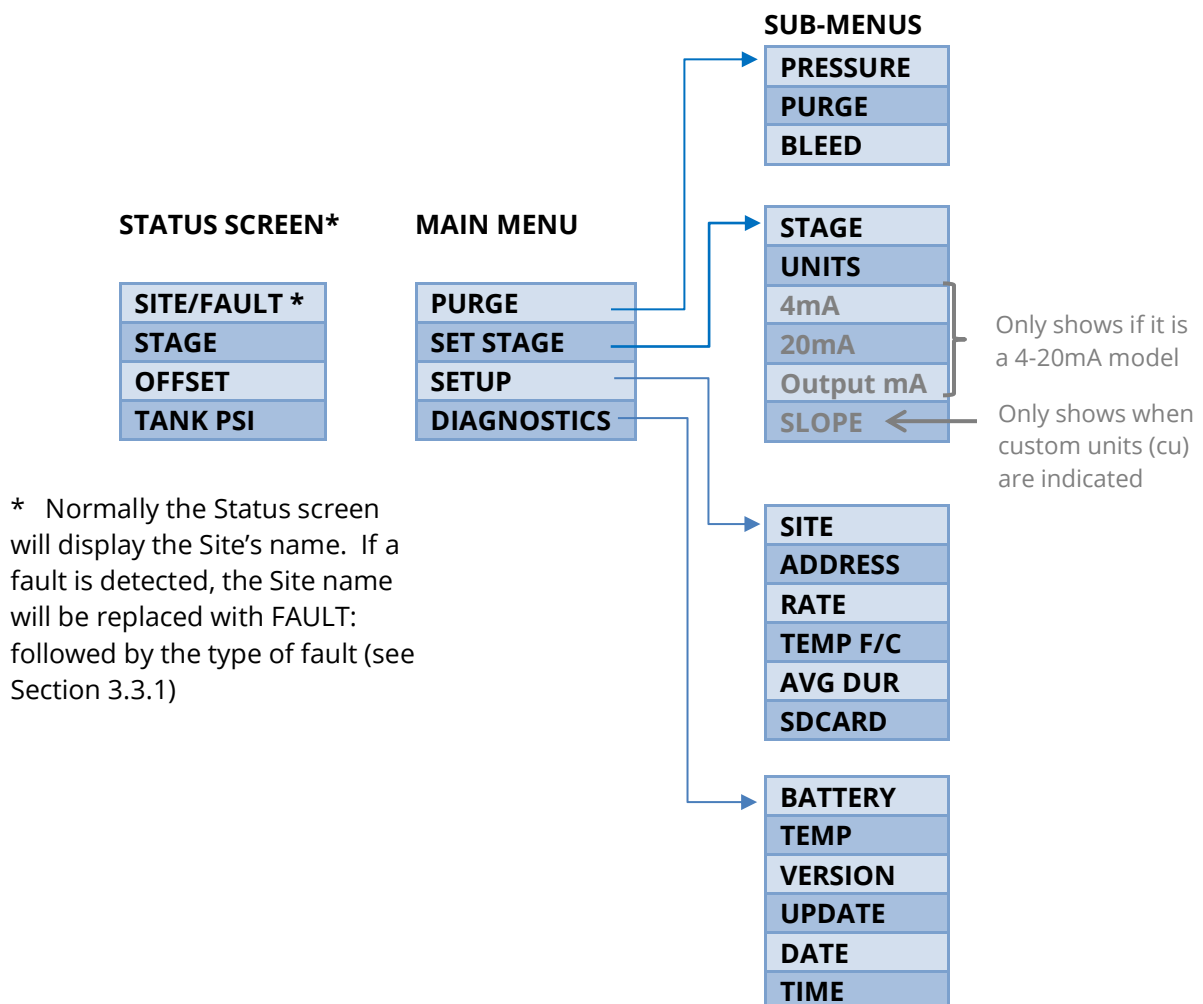 SUB-MENUS
PRESSURE
PURGE
BLEED
STATUS SCREEN*
SITE/FAULT *
STAGE
OFFSET
TANK PSI
MAIN MENU
PURGE
SET STAGE
SETUP
DIAGNOSTICS
STAGE
UNITS
4mA
20mA
Output mA
SLOPE
Only shows if it is
a 4-20mA model
Only shows when
custom units (cu)
are indicated
* Normally the Status screen
will display the Site’s name. If a
fault is detected, the Site name
will be replaced with FAULT:
followed by the type of fault (see
Section 3.3.1)
SITE
ADDRESS
RATE
TEMP F/C
AVG DUR
SDCARD
BATTERY
TEMP
VERSION
UPDATE
DATE
TIME